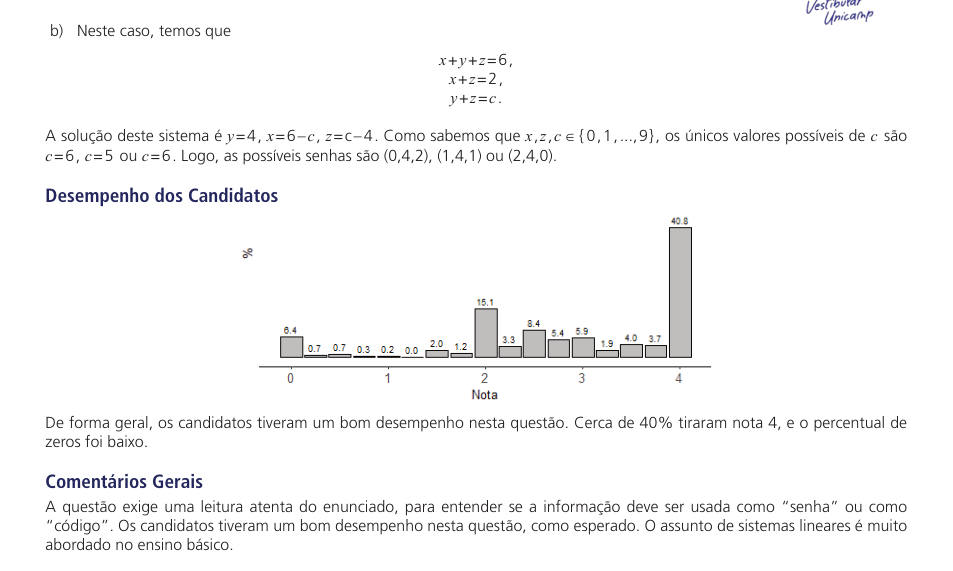 Vestibular
Unicamp
b) Neste caso, temos que
x+y+z=6,
x+z=2,
y+z=c.
A solução deste sistema é y=4, x=6−c, z=c−4. Como sabemos que x,z,c∈{0,1,...,9}, os únicos valores possíveis de c são
c=6, c=5 ou c=6. Logo, as possíveis senhas são (0,4,2), (1,4,1) ou (2,4,0).
Desempenho dos Candidatos
%
6.4 0.7 0.7 0.3 0.2 0.0 2.0 1.2 15.1 3.3 8.4 5.4 5.9 1.9 4.0 3.7 40.8
0 1 2 3 4
Nota
De forma geral, os candidatos tiveram um bom desempenho nesta questão. Cerca de 40% tiraram nota 4, e o percentual de
zeros foi baixo.
Comentários Gerais
A questão exige uma leitura atenta do enunciado, para entender se a informação deve ser usada como “senha” ou como
“código”. Os candidatos tiveram um bom desempenho nesta questão, como esperado. O assunto de sistemas lineares é muito
abordado no ensino básico.